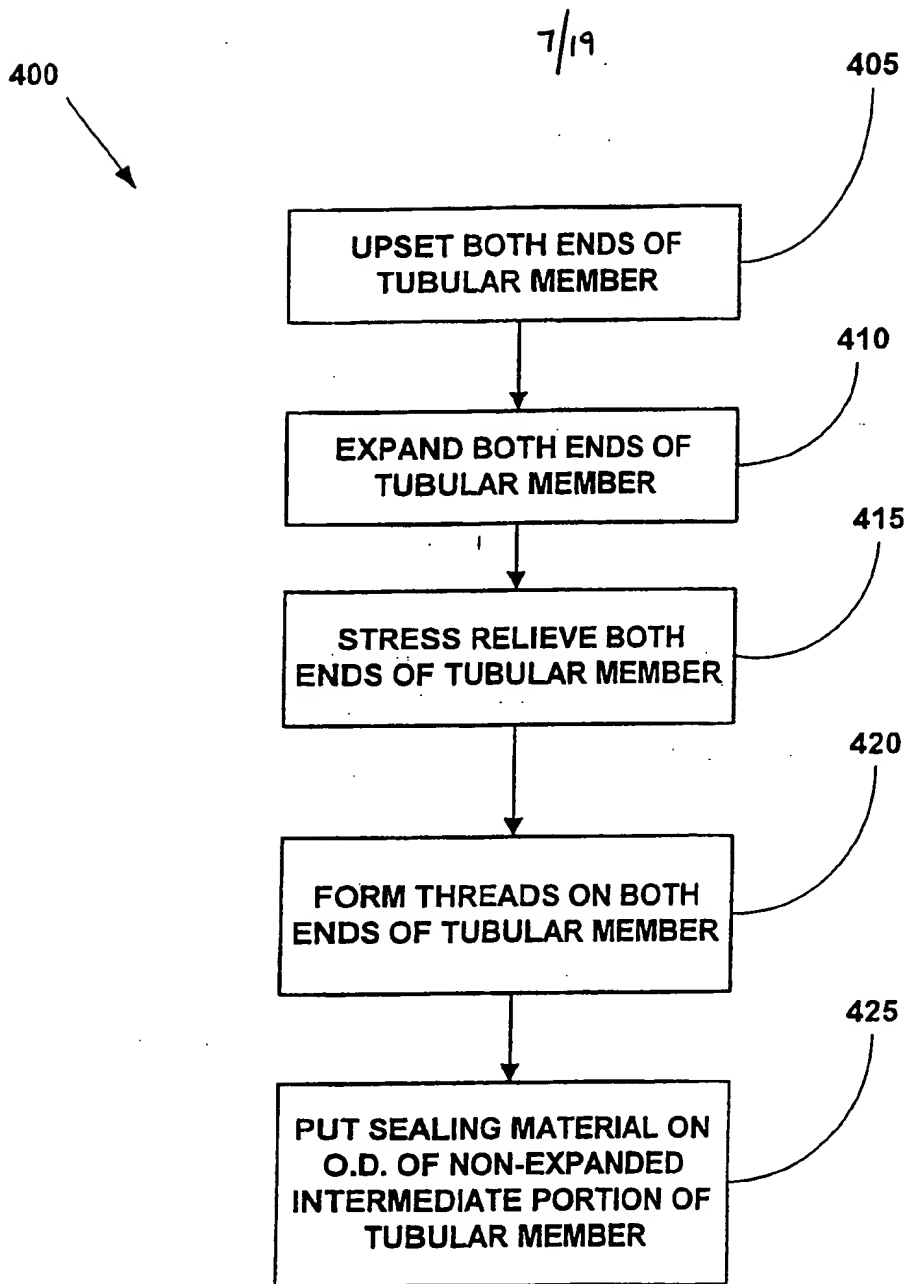 7/19
400
405
UPSET BOTH ENDS OF
TUBULAR MEMBER
410
EXPAND BOTH ENDS OF
TUBULAR MEMBER
415
STRESS RELIEVE BOTH
ENDS OF TUBULAR MEMBER
420
FORM THREADS ON BOTH
ENDS OF TUBULAR MEMBER
425
PUT SEALING MATERIAL ON
O.D. OF NON-EXPANDED
INTERMEDIATE PORTION OF
TUBULAR MEMBER